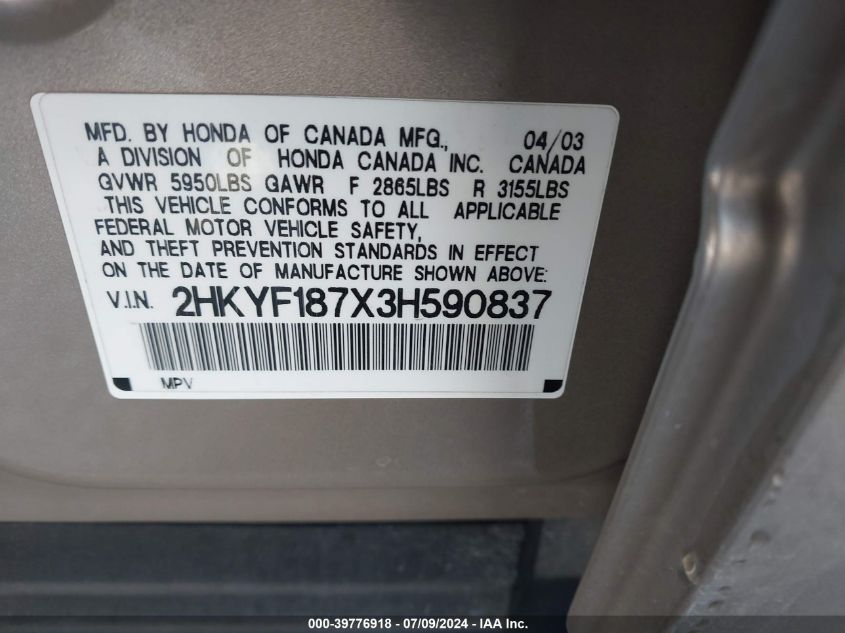 MFD. BY HONDA OF CANADA MFG., 04/03
A DIVISION OF HONDA CANADA INC. CANADA
GVWR 5950LBS GAWR F 2865LBS R 3155LBS
THIS VEHICLE CONFORMS TO ALL APPLICABLE
FEDERAL MOTOR VEHICLE SAFETY,
AND THEFT PREVENTION STANDARDS IN EFFECT
ON THE DATE OF MANUFACTURE SHOWN ABOVE:
V.I.N. 2HKYF187X3H590837
MPV
000-39776918 - 07/09/2024 - IAA Inc.